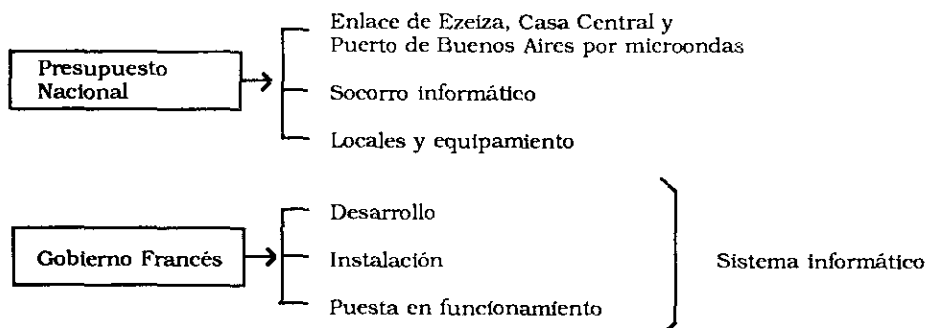 Enlace de Ezeiza, Casa Central y
Puerto de Buenos Aires por microondas
Presupuesto
Nacional
Socorro informático
Locales y equipamiento
Desarrollo
Gobierno Francés
Instalación
Sistema informático
Puesta en funcionamiento